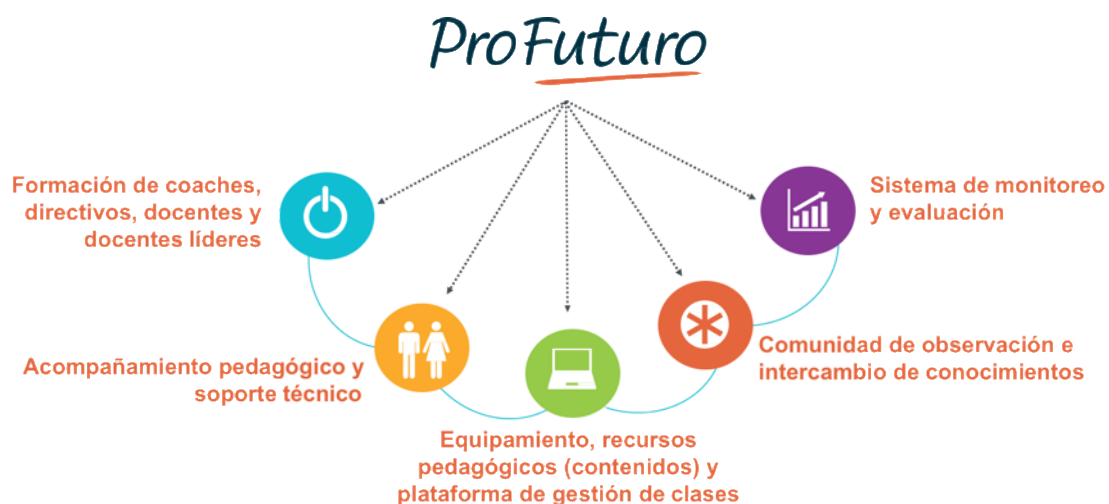 ProFuturo
Formación de coaches,
directivos, docentes y
docentes líderes
Acompañamiento pedagógico y
soporte técnico
Equipamiento, recursos
pedagógicos (contenidos) y
plataforma de gestión de clases
Comunidad de observación e
intercambio de conocimientos
Sistema de monitoreo
y evaluación